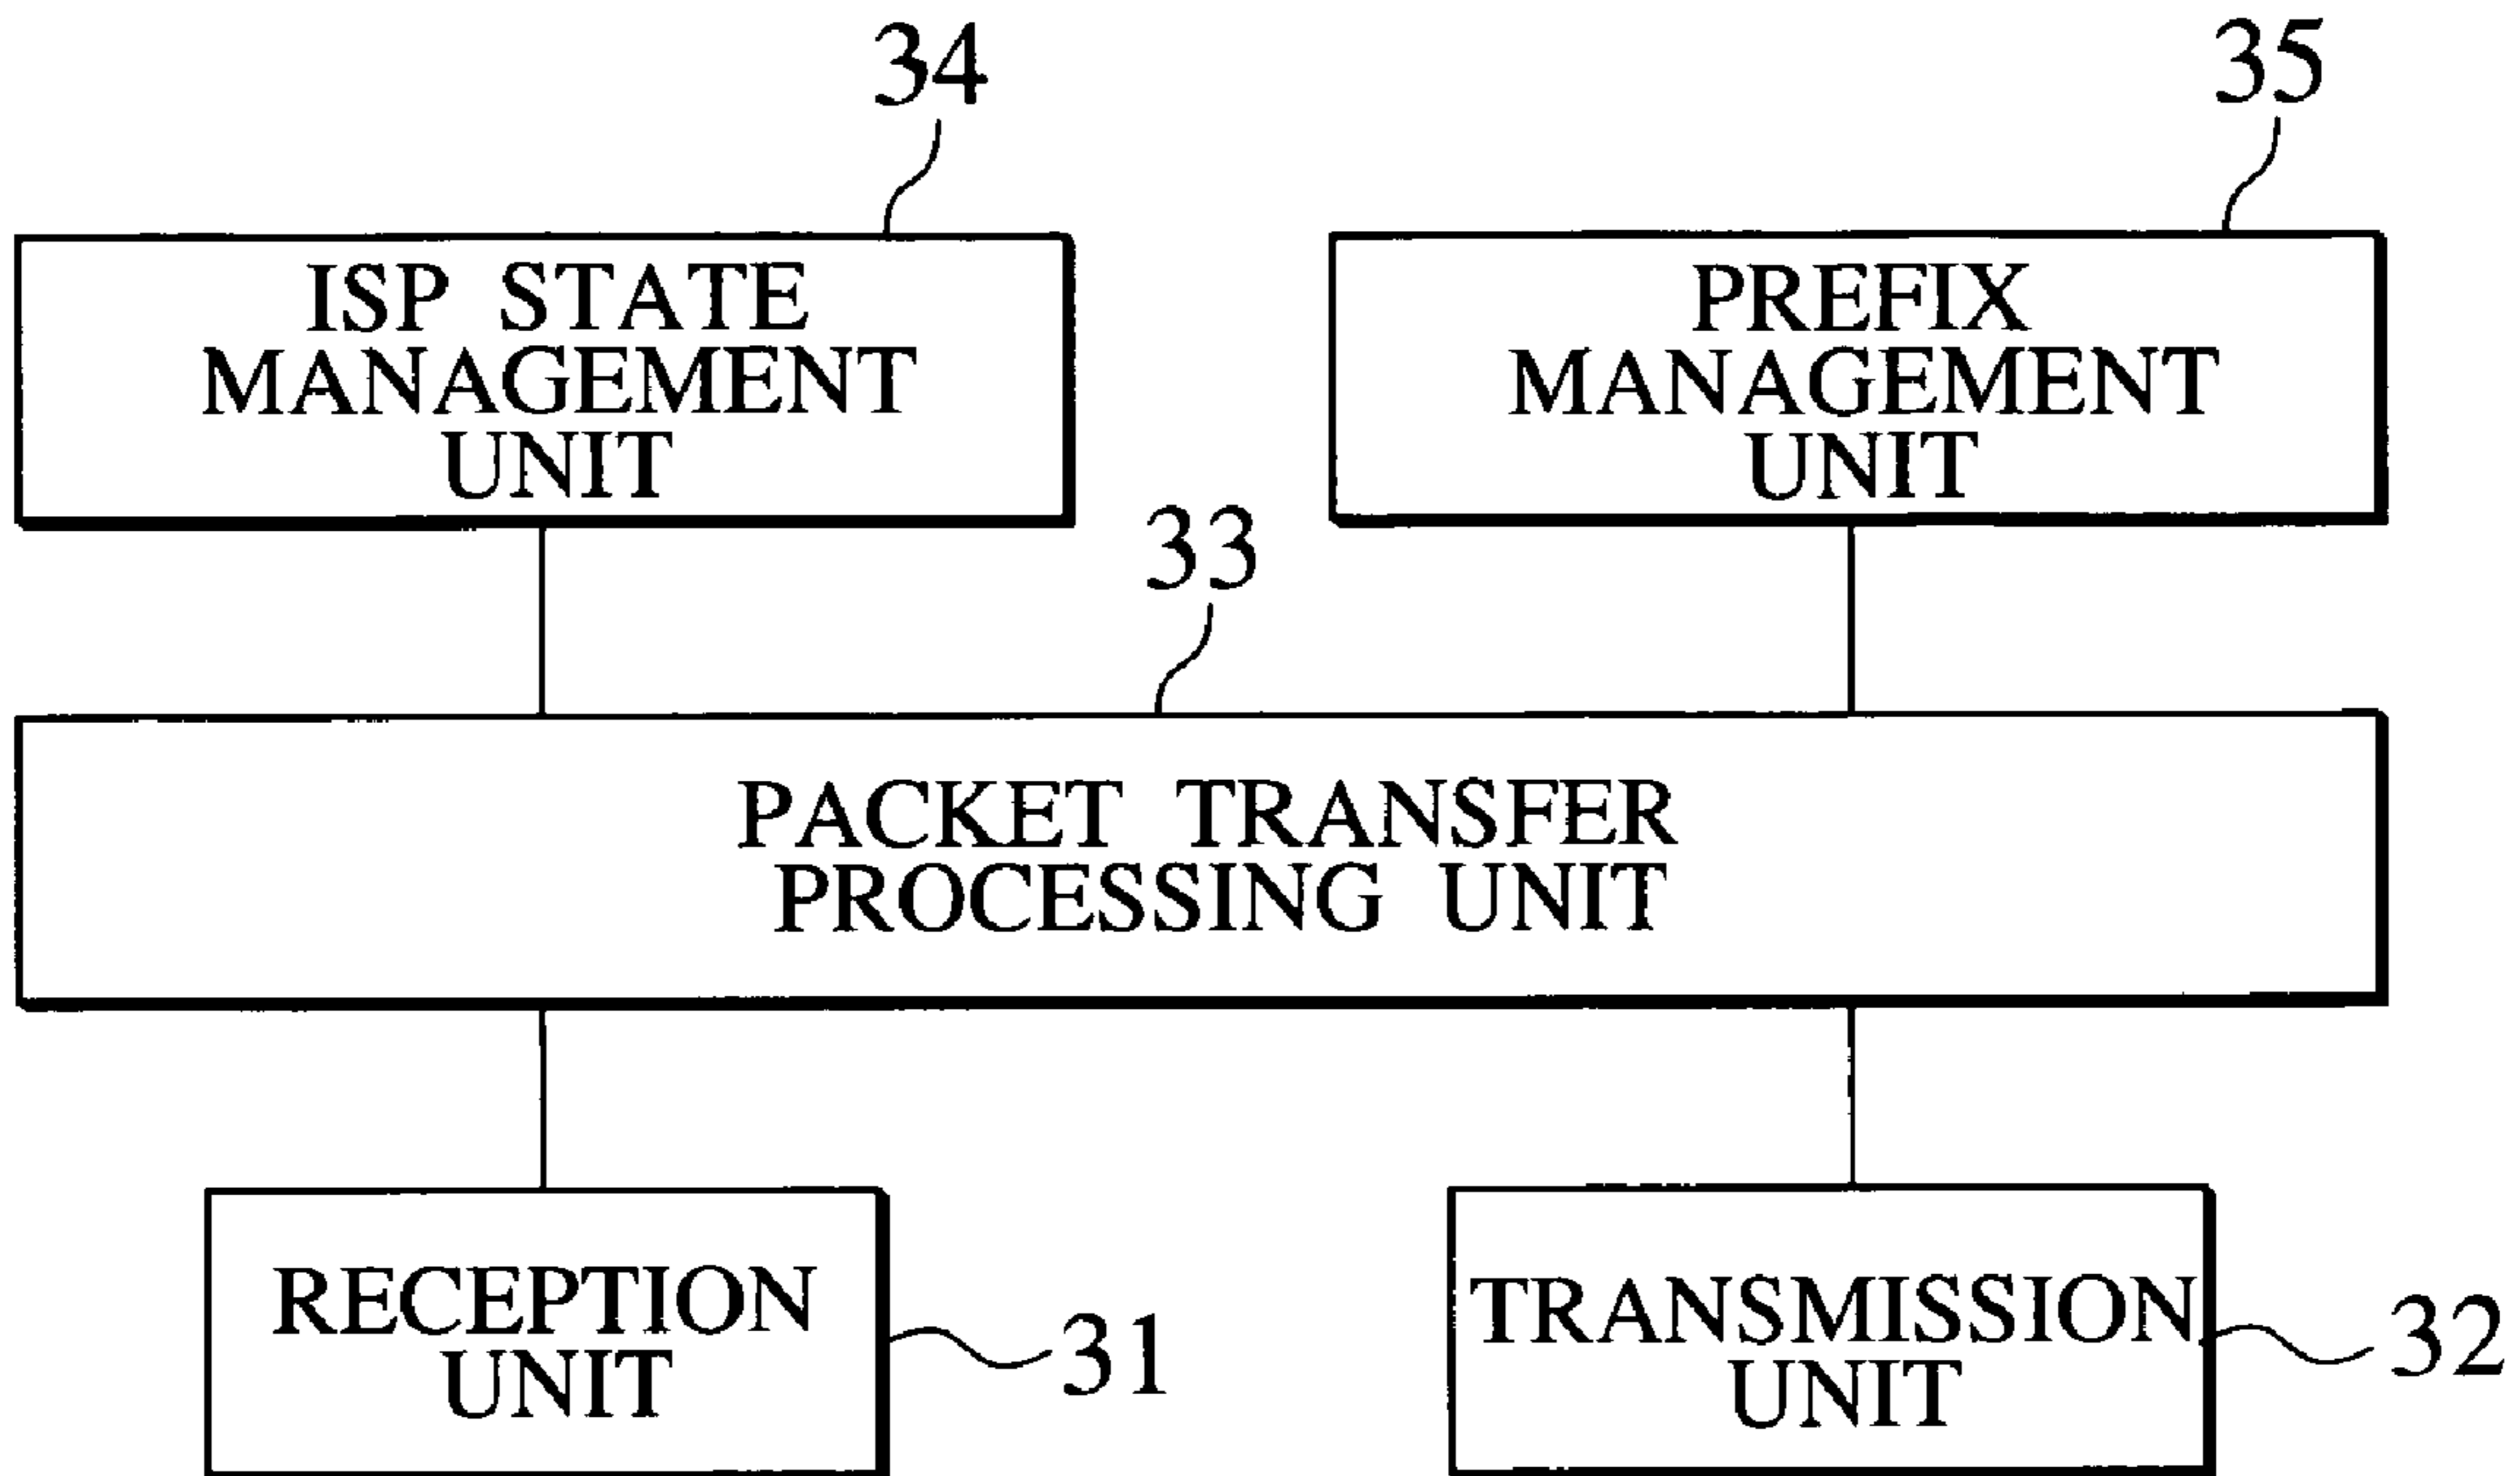 34
35
ISP STATE
MANAGEMENT
UNIT
PREFIX
MANAGEMENT
UNIT
33
PACKET TRANSFER
PROCESSING UNIT
RECEPTION
UNIT
31
TRANSMISSION
UNIT
32